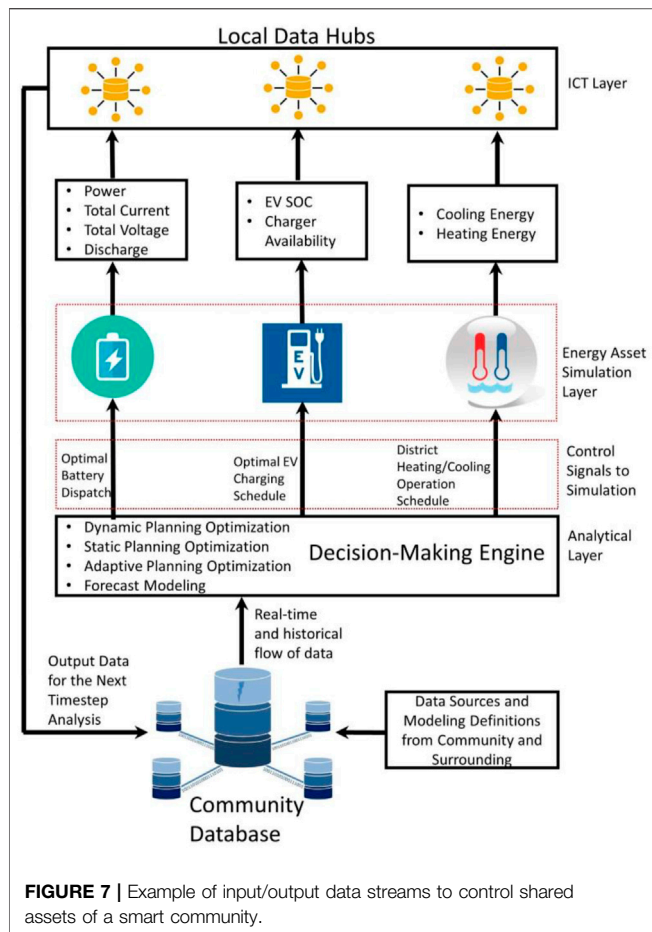 Local Data Hubs
ICT Layer
• Power
• Total Current
• Total Voltage
• Discharge
• EV SOC
• Charger
Availability
• Cooling Energy
• Heating Energy
EV
Energy Asset
Simulation
Layer
Optimal
Battery
Dispatch
Optimal EV
Charging
Schedule
District
Heating/Cooling
Operation
Schedule
Control
Signals to
Simulation
• Dynamic Planning Optimization
• Static Planning Optimization
• Adaptive Planning Optimization
• Forecast Modeling
Decision-Making Engine
Analytical
Layer
Real-time
and historical
flow of data
Output Data
for the Next
Timestep
Analysis
Data Sources and
Modeling Definitions
from Community and
Surrounding
Community
Database
FIGURE 7 | Example of input/output data streams to control shared
assets of a smart community.